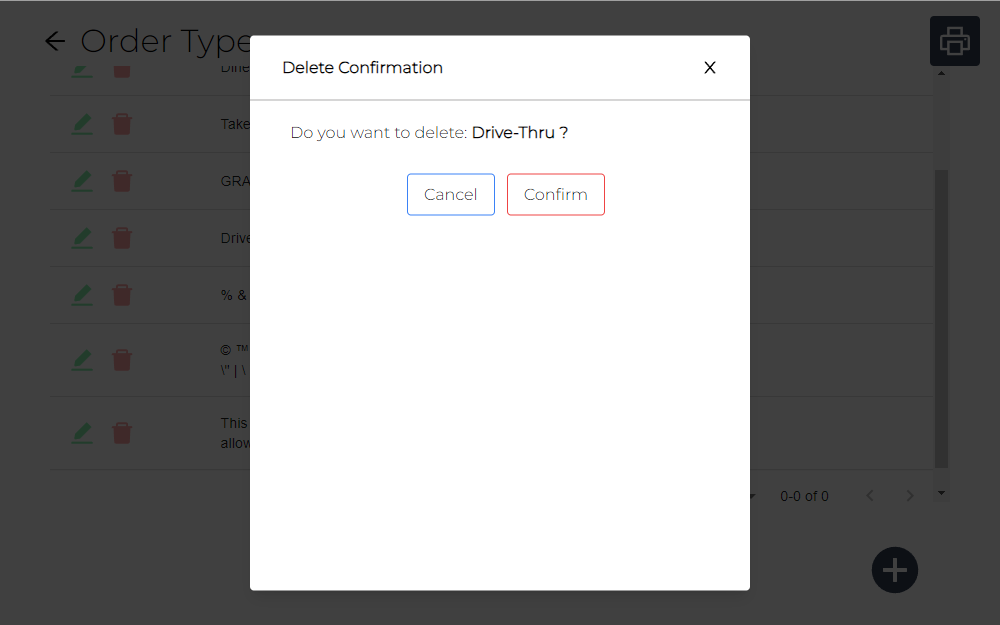 Order Type
Delete Confirmation
X
Do you want to delete: Drive-Thru ?
Cancel
Confirm
Dine
Take
GRA
Drive
% &
© ™
\" | \
This
allow
0-0 of 0